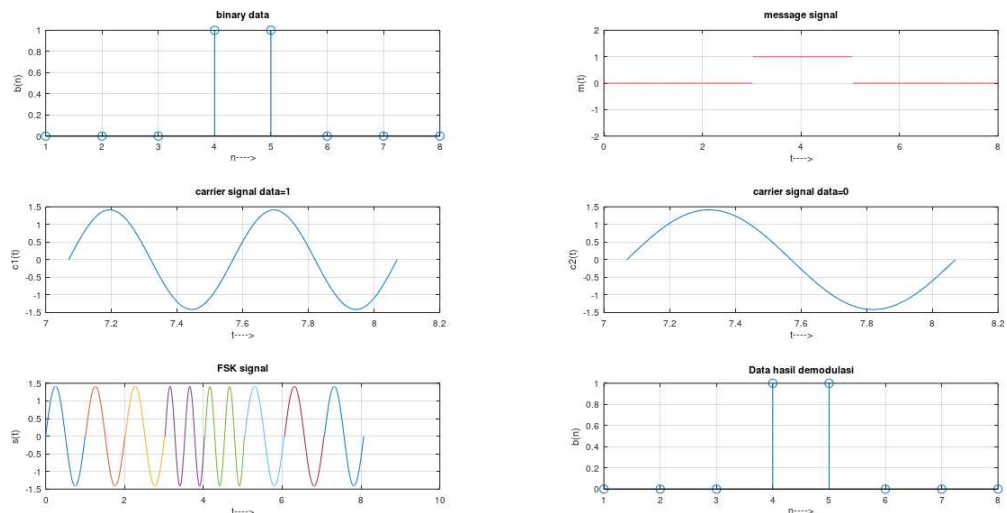 binary data
1
0.8
0.6
0.4
0.2
0
b(n)
1 2 3 4 5 6 7 8
n---->
message signal
2
1
0
-1
-2
m(t)
0 2 4 6 8
t---->
carrier signal data=1
1.5
1
0.5
0
-0.5
-1
-1.5
c1(t)
7 7.2 7.4 7.6 7.8 8 8.2
t---->
carrier signal data=0
1.5
1
0.5
0
-0.5
-1
-1.5
c2(t)
7 7.2 7.4 7.6 7.8 8 8.2
t---->
FSK signal
1.5
1
0.5
0
-0.5
-1
-1.5
s(t)
0 2 4 6 8 10
t---->
Data hasil demodulasi
1
0.8
0.6
0.4
0.2
0
b(n)
1 2 3 4 5 6 7 8
n---->